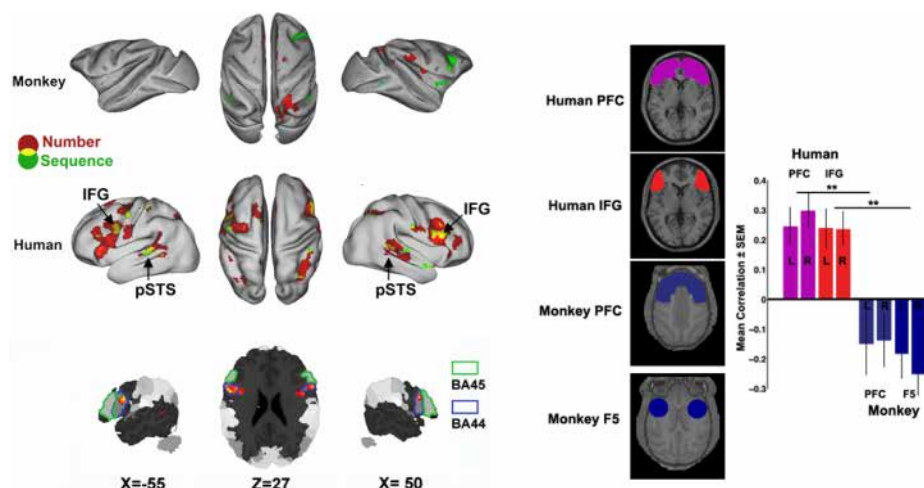 Monkey
Number
Sequence
IFG
IFG
Human
pSTS
pSTS
BA45
BA44
X=-55
Z=27
X= 50
Human PFC
Human IFG
Monkey PFC
Monkey F5
Human
PFC IFG
**
**
0.4
0.3
0.2
0.1
0
-0.1
-0.2
-0.3
Mean Correlation ± SEM
L R L R
L R
PFC F5
Monkey